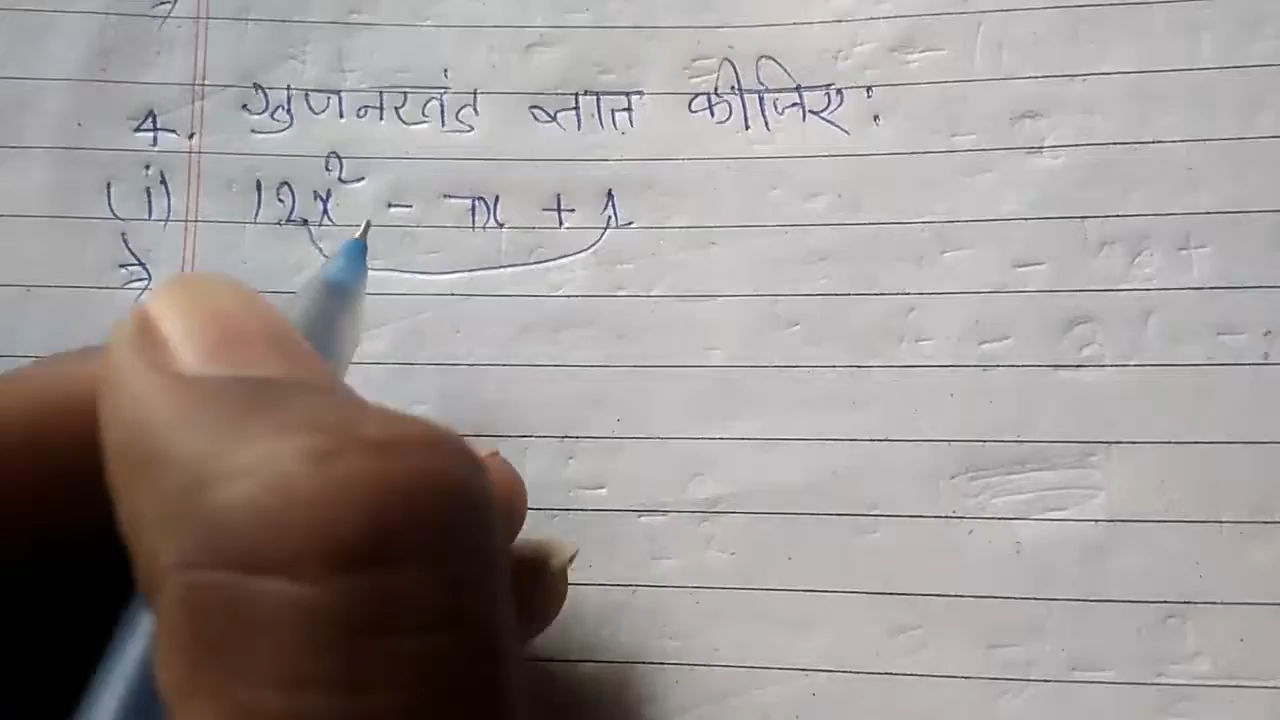 4. गुणनखंड ज्ञात कीजिए:
(i) 12x² - 7x + 1
⇒